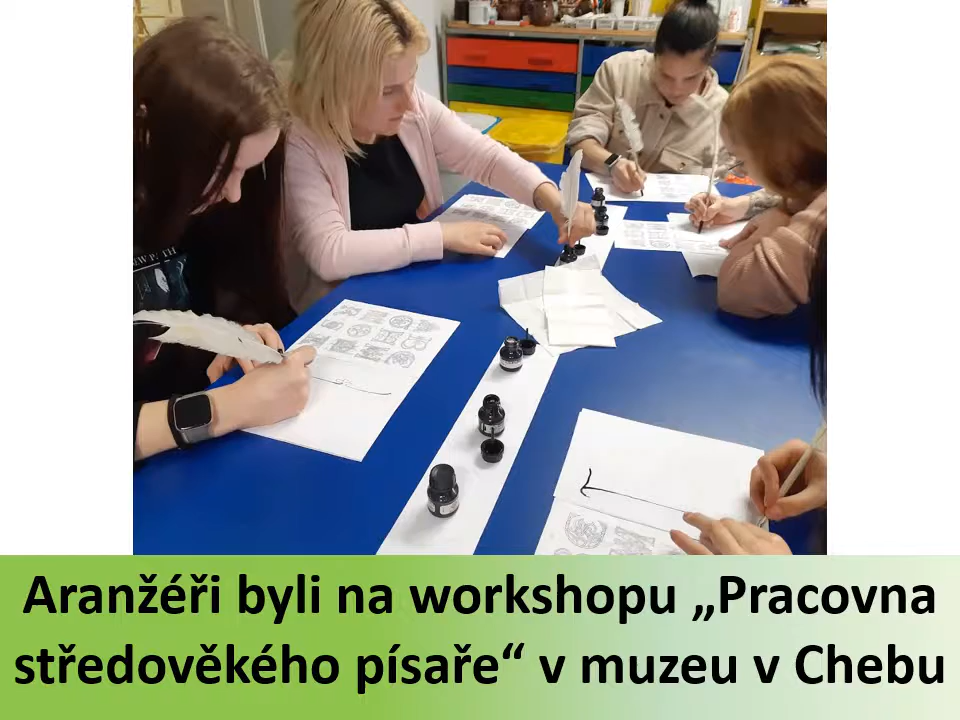 Aranžéři byli na workshopu „Pracovna
středověkého písaře“ v muzeu v Chebu